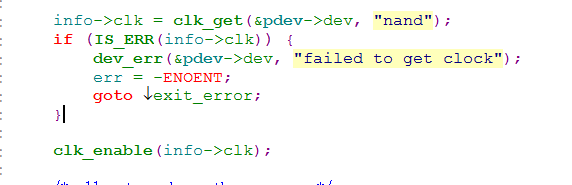 info->clk = clk_get(&pdev->dev, "nand");
if (IS_ERR(info->clk)) {
dev_err(&pdev->dev, "failed to get clock");
err = -ENOENT;
goto ↓exit_error;
}
clk_enable(info->clk);